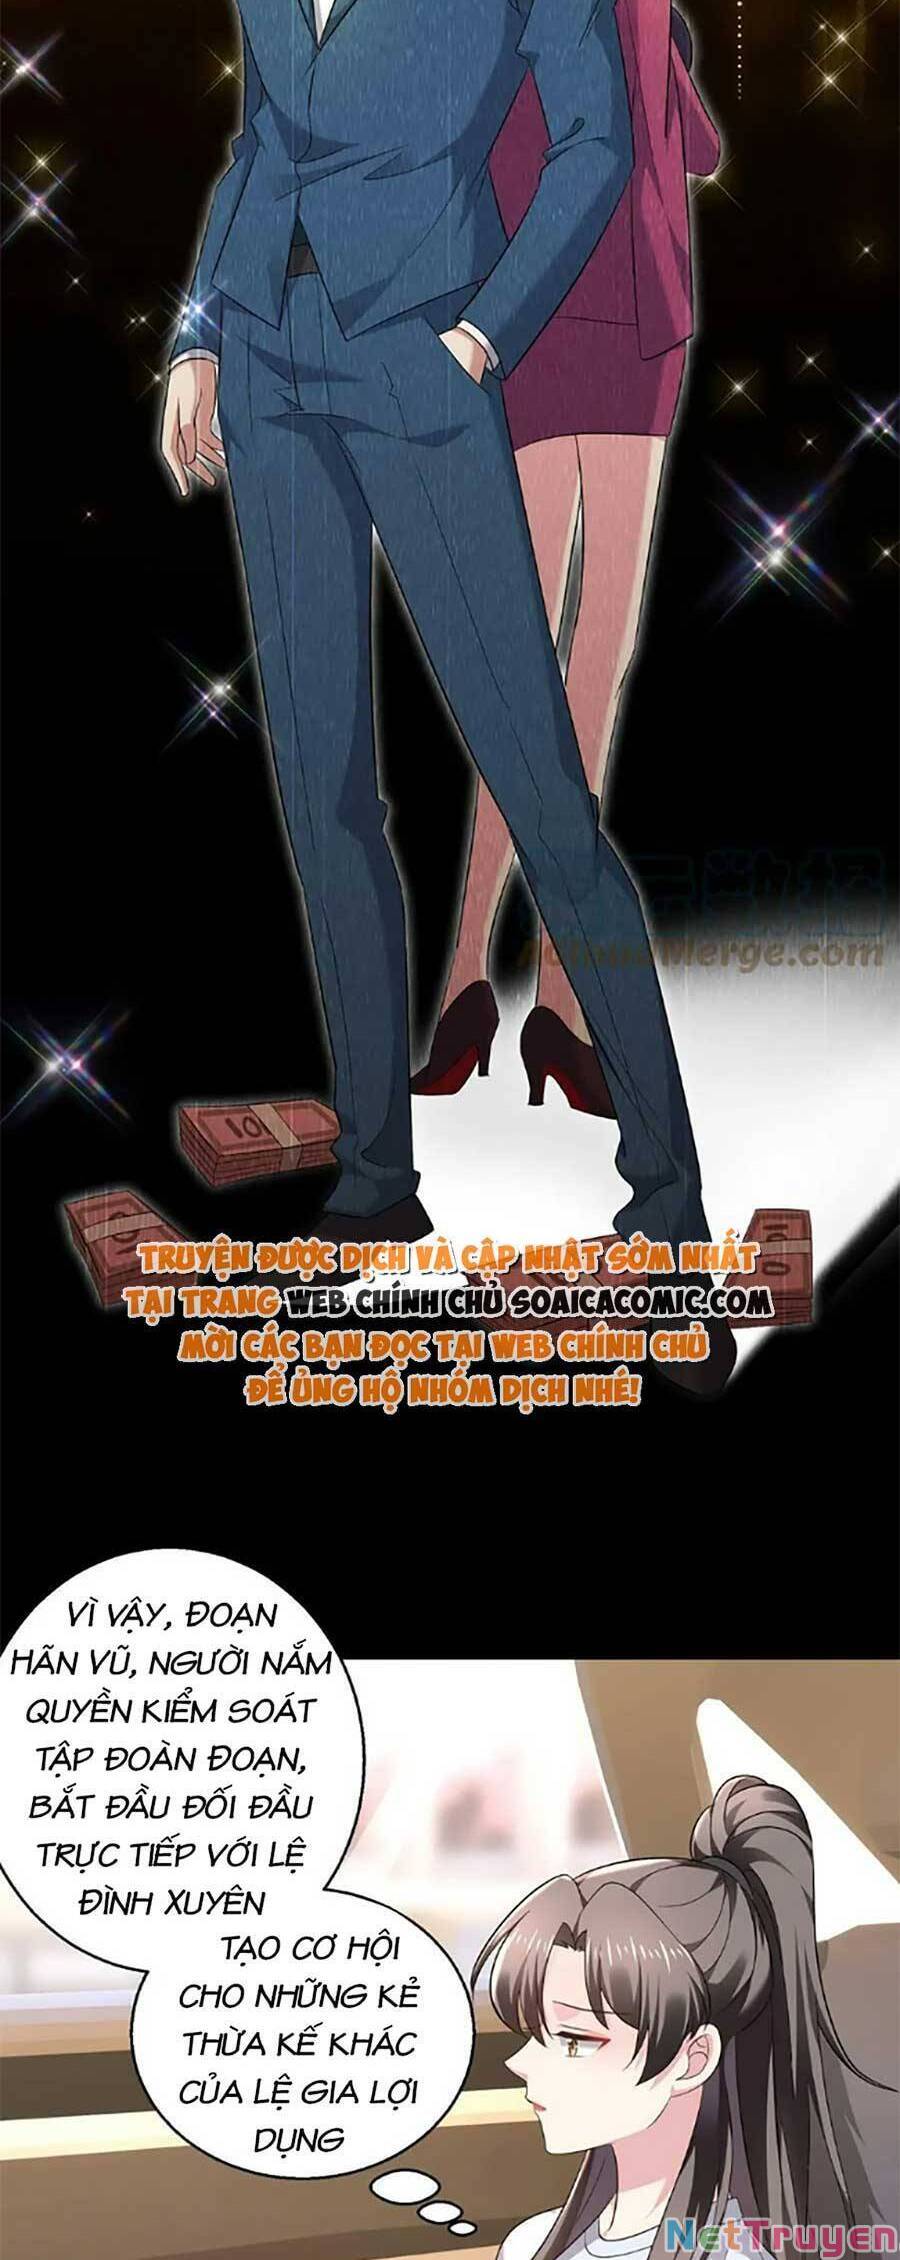 10
AcloudMerge.com
TRUYỆN ĐƯỢC DỊCH VÀ CẬP NHẬT SỚM NHẤT
TẠI TRANG WEB CHÍNH CHỦ SOAICACOMIC.COM
MỜI CÁC BẠN ĐỌC TẠI WEB CHÍNH CHỦ
ĐỂ ỦNG HỘ NHÓM DỊCH NHÉ!
VÌ VẬY, ĐOẠN
HÃN VŨ, NGƯỜI NẮM
QUYỀN KIỂM SOÁT
TẬP ĐOÀN ĐOẠN,
BẮT ĐẦU ĐỐI ĐẦU
TRỰC TIẾP VỚI LỆ
ĐÌNH XUYÊN
TẠO CƠ HỘI
CHO NHỮNG KẺ
THỪA KẾ KHÁC
CỦA LỆ GIA LỢI
DỤNG
NetTruyen